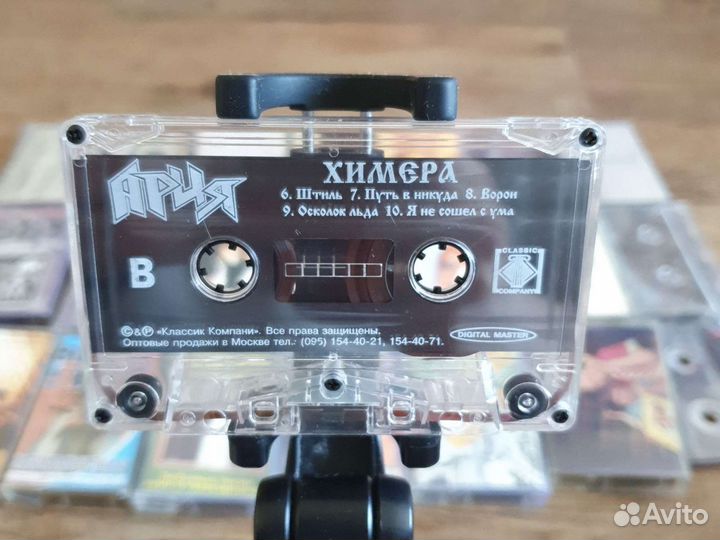 АРИЯ
ХИМЕРА
6. Штиль 7. Путь в никуда 8. Ворон
9. Осколок льда 10. Я не сошел с ума
B
CLASSIC
COMPANY
©&℗ «Классик Компани». Все права защищены.
Оптовые продажи в Москве тел.: (095) 154-40-21, 154-40-71.
DIGITAL MASTER
Avito